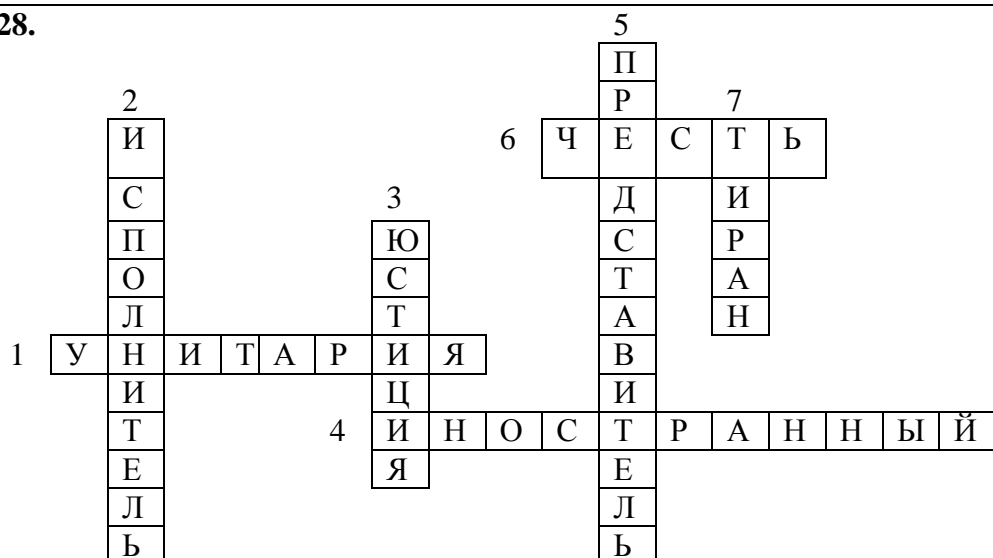 28.
5
П
2 Р 7
И 6 Ч Е С Т Ь
С 3 Д И
П Ю С Р
О С Т А
Л Т А Н
1 У Н И Т А Р И Я В
И Ц И
Т 4 И Н О С Т Р А Н Н Ы Й
Е Я Е
Л Л
Ь Ь